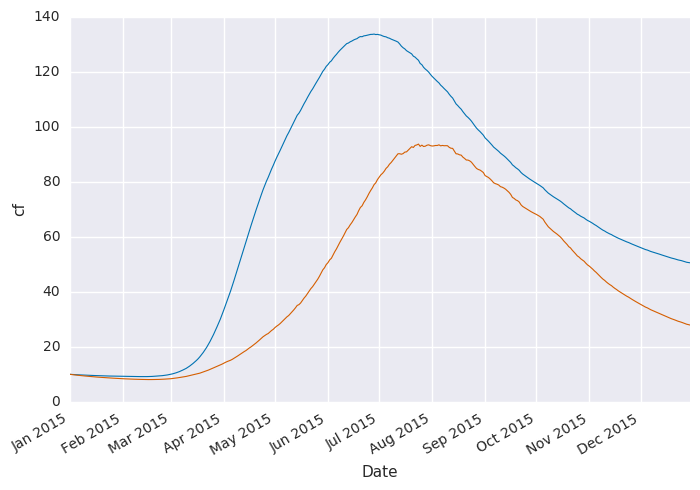 140
120
100
80
60
40
20
0
cf
Jan 2015
Feb 2015
Mar 2015
Apr 2015
May 2015
Jun 2015
Jul 2015
Aug 2015
Sep 2015
Oct 2015
Nov 2015
Dec 2015
Date